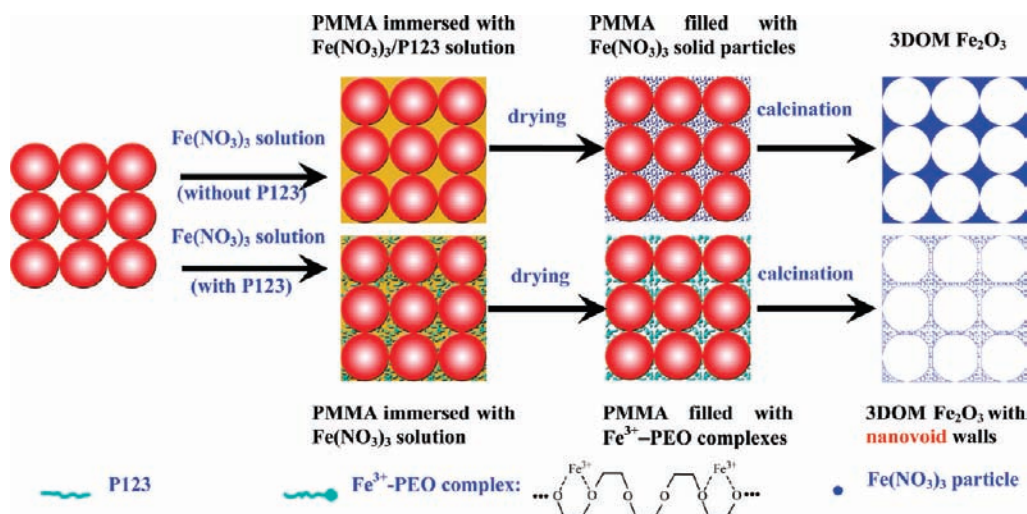 PMMA immersed with
Fe(NO₃)₃/P123 solution
PMMA filled with
Fe(NO₃)₃ solid particles
3DOM Fe₂O₃
Fe(NO₃)₃ solution
(without P123)
drying
calcination
Fe(NO₃)₃ solution
(with P123)
drying
calcination
PMMA immersed with
Fe(NO₃)₃ solution
PMMA filled with
Fe³⁺–PEO complexes
3DOM Fe₂O₃ with
nanovoid walls
P123
Fe³⁺-PEO complex:
Fe³⁺ Fe³⁺
••• O O O O O O •••
Fe(NO₃)₃ particle